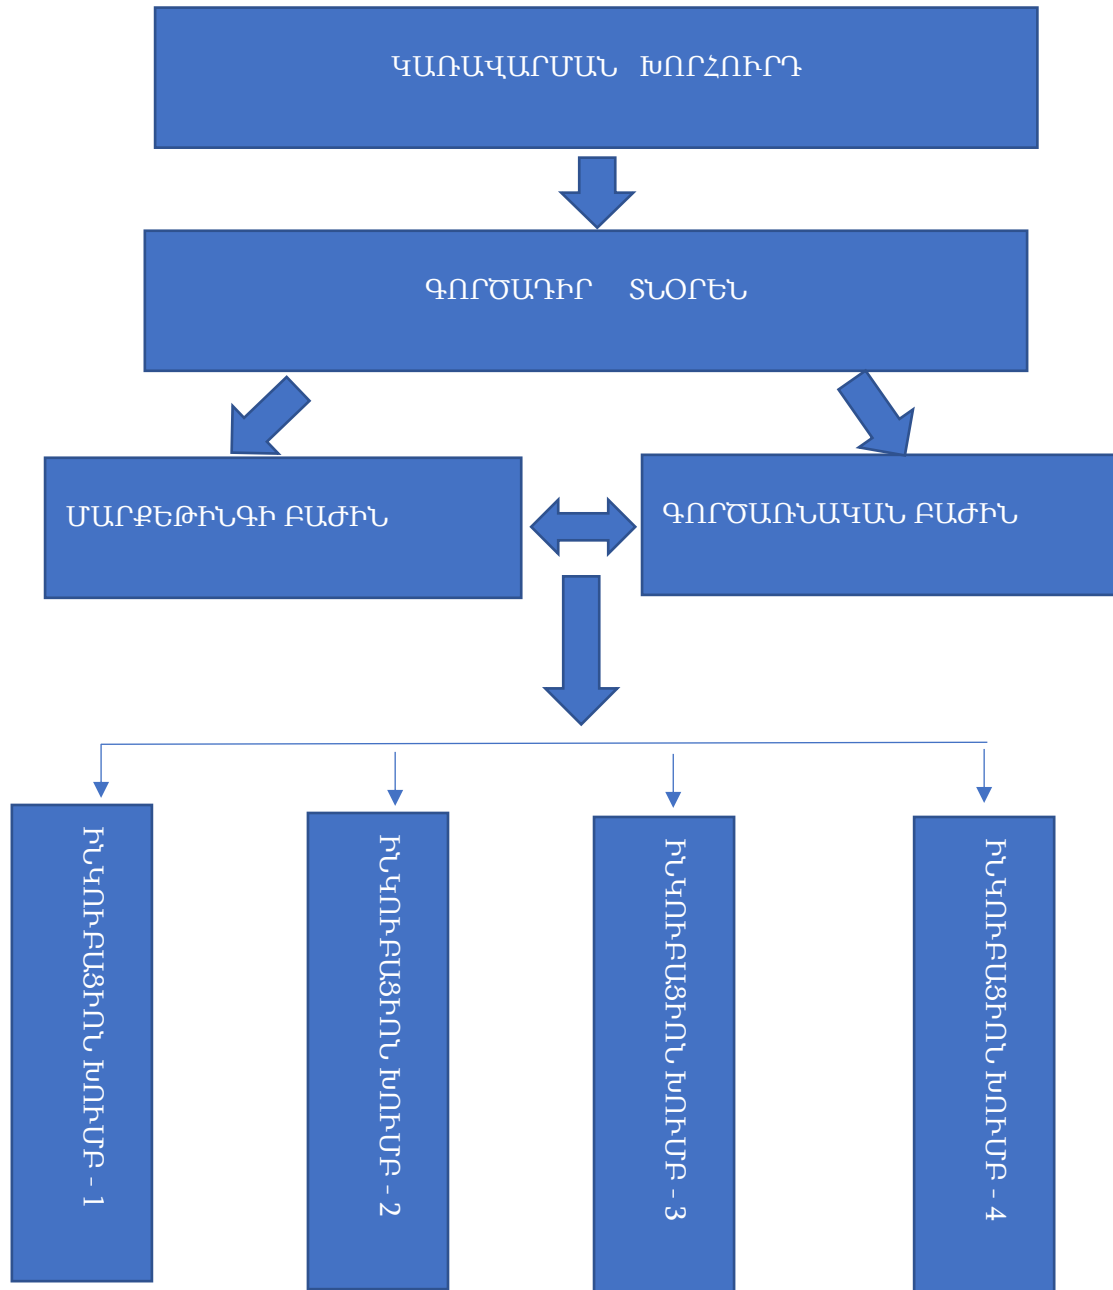 ԿԱՌԱՎԱՐՄԱՆ ԽՈՐՀՈՒՐԴ
ԳՈՐԾԱԴԻՐ ՏՆՕՐԵՆ
ՄԱՐՔԵԹԻՆԳԻ ԲԱԺԻՆ
ԳՈՐԾԱՌՆԱԿԱՆ ԲԱԺԻՆ
ԻՆԿՈՒԲԱՑԻՈՆ ԽՈՒՄԲ - 1
ԻՆԿՈՒԲԱՑԻՈՆ ԽՈՒՄԲ - 2
ԻՆԿՈՒԲԱՑԻՈՆ ԽՈՒՄԲ - 3
ԻՆԿՈՒԲԱՑԻՈՆ ԽՈՒՄԲ - 4